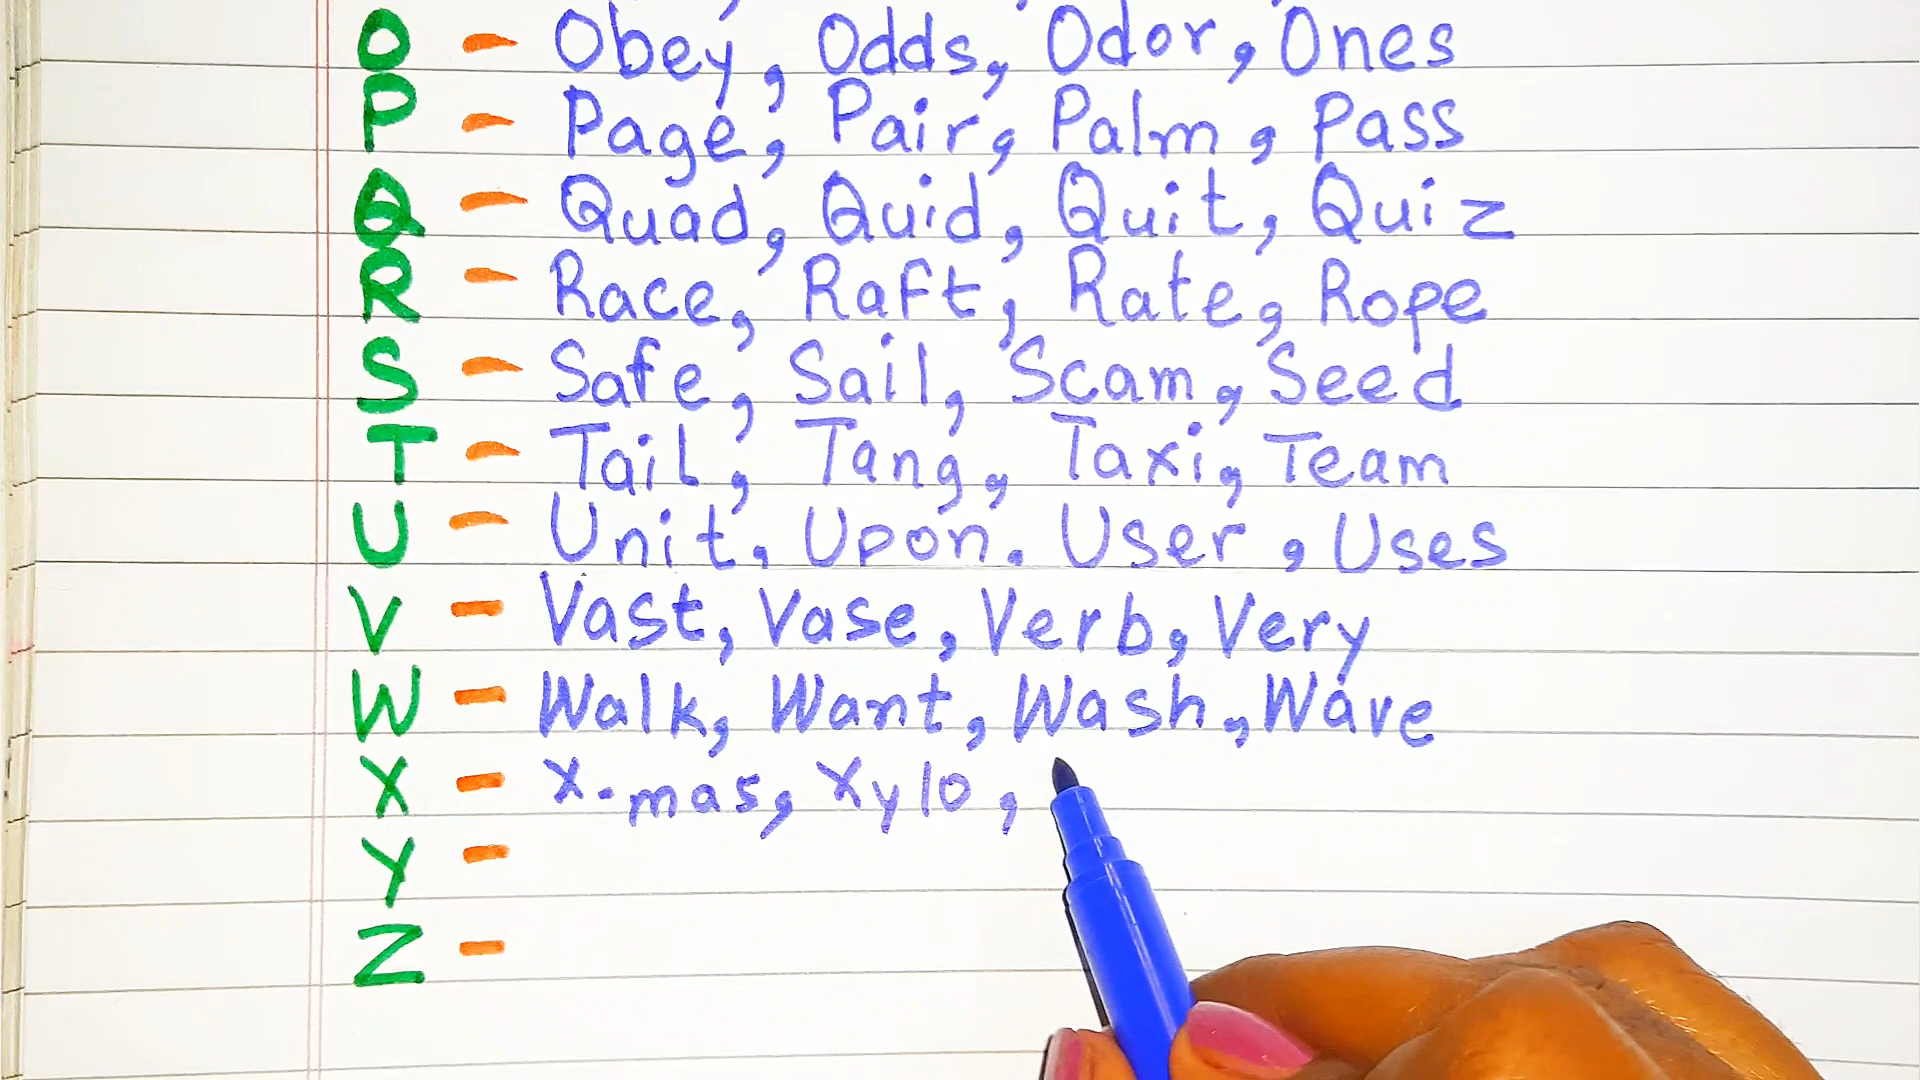 O - Obey, Odds, Odor, Ones
P - Page, Pair, Palm, Pass
Q - Quad, Quid, Quit, Quiz
R - Race, Raft, Rate, Rope
S - Safe, Sail, Scam, Seed
T - Tail, Tang, Taxi, Team
U - Unit, Upon. User, Uses
V - Vast, Vase, Verb, Very
W - Walk, Want, Wash, Wave
X - X-mas, Xylo,
Y -
Z -